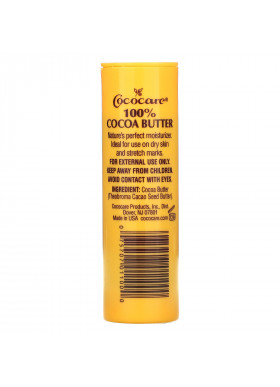 Cococare®
100%
COCOA BUTTER
Nature's perfect moisturizer.
Ideal for use on dry skin
and stretch marks.
FOR EXTERNAL USE ONLY.
KEEP AWAY FROM CHILDREN.
AVOID CONTACT WITH EYES.
INGREDIENT: Cocoa Butter
(Theobroma Cacao Seed Butter).
Cococare Products, Inc., Dist.
Dover, NJ 07801
Made in USA cococare.com